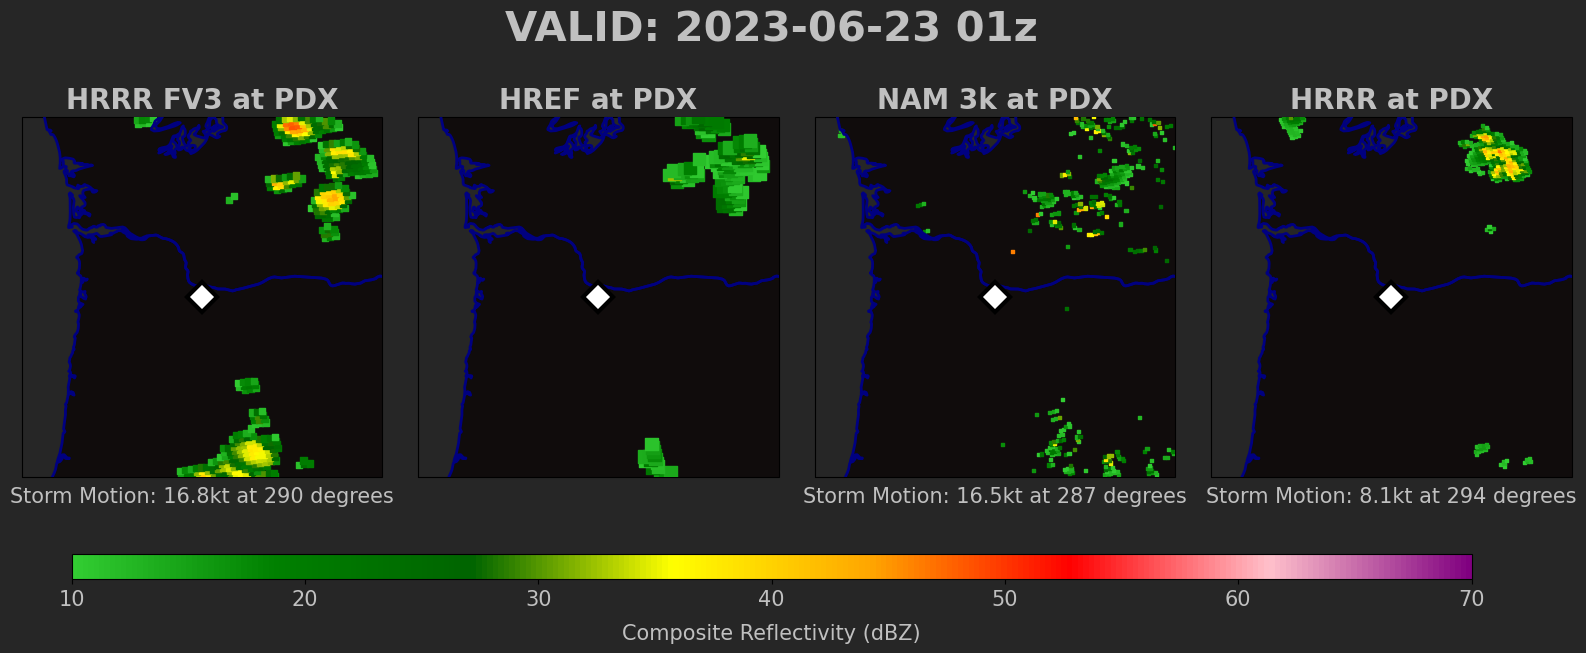 VALID: 2023-06-23 01z
HRRR FV3 at PDX
HREF at PDX
NAM 3k at PDX
HRRR at PDX
Storm Motion: 16.8kt at 290 degrees
Storm Motion: 16.5kt at 287 degrees
Storm Motion: 8.1kt at 294 degrees
10 20 30 40 50 60 70
Composite Reflectivity (dBZ)